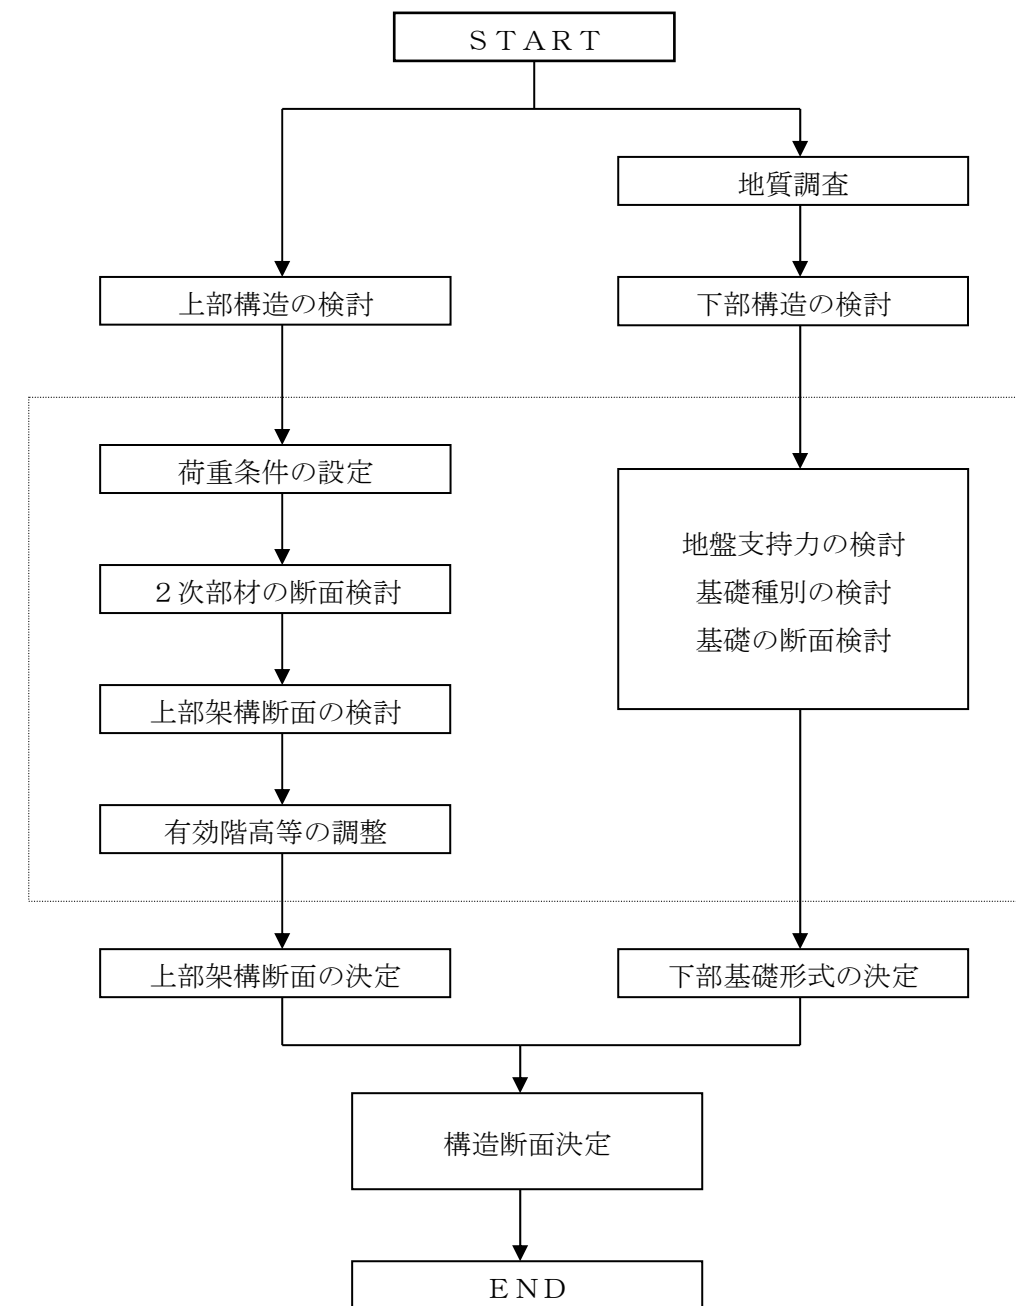 ＳＴＡＲＴ
地質調査
上部構造の検討
下部構造の検討
荷重条件の設定
２次部材の断面検討
上部架構断面の検討
有効階高等の調整
地盤支持力の検討
基礎種別の検討
基礎の断面検討
上部架構断面の決定
下部基礎形式の決定
構造断面決定
ＥＮＤ